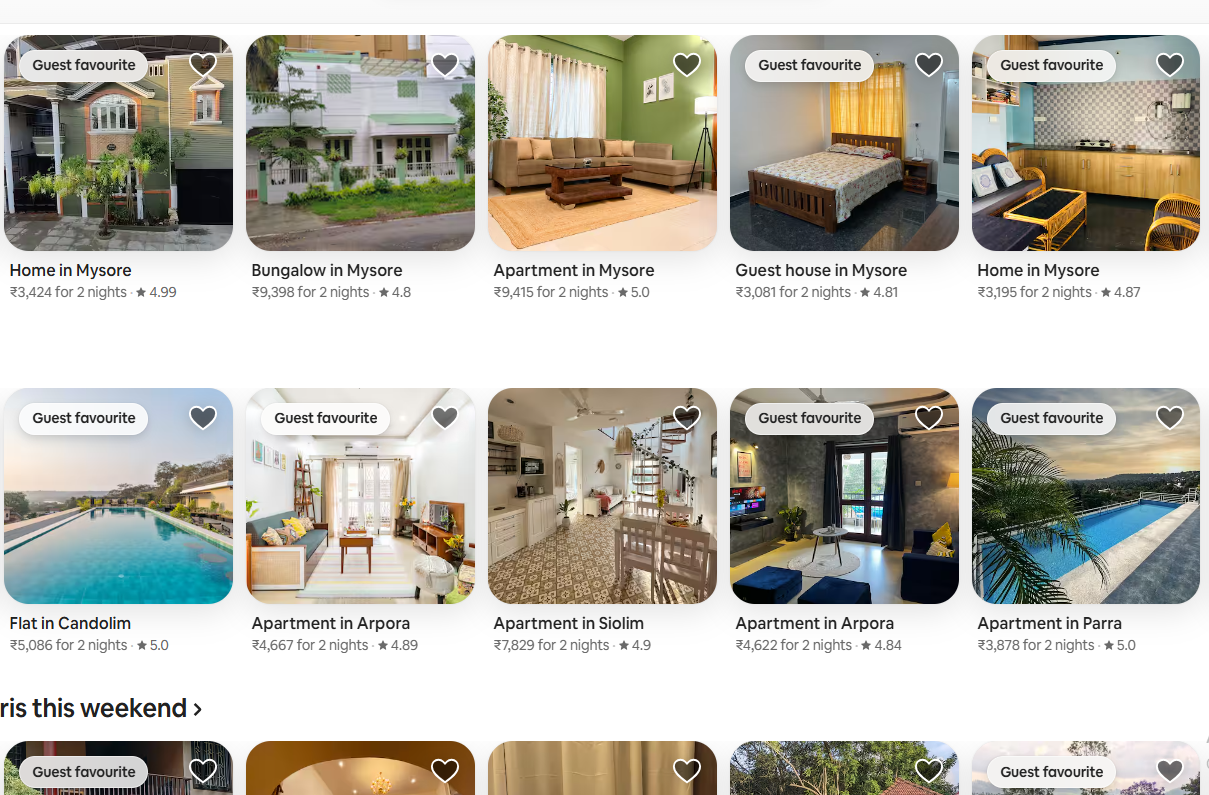 Guest favourite
Guest favourite
Guest favourite
Home in Mysore
₹3,424 for 2 nights · ★ 4.99
Bungalow in Mysore
₹9,398 for 2 nights · ★ 4.8
Apartment in Mysore
₹9,415 for 2 nights · ★ 5.0
Guest house in Mysore
₹3,081 for 2 nights · ★ 4.81
Home in Mysore
₹3,195 for 2 nights · ★ 4.87
Guest favourite
Guest favourite
Guest favourite
Guest favourite
Flat in Candolim
₹5,086 for 2 nights · ★ 5.0
Apartment in Arpora
₹4,667 for 2 nights · ★ 4.89
Apartment in Siolim
₹7,829 for 2 nights · ★ 4.9
Apartment in Arpora
₹4,622 for 2 nights · ★ 4.84
Apartment in Parra
₹3,878 for 2 nights · ★ 5.0
ris this weekend ›
Guest favourite
Guest favourite